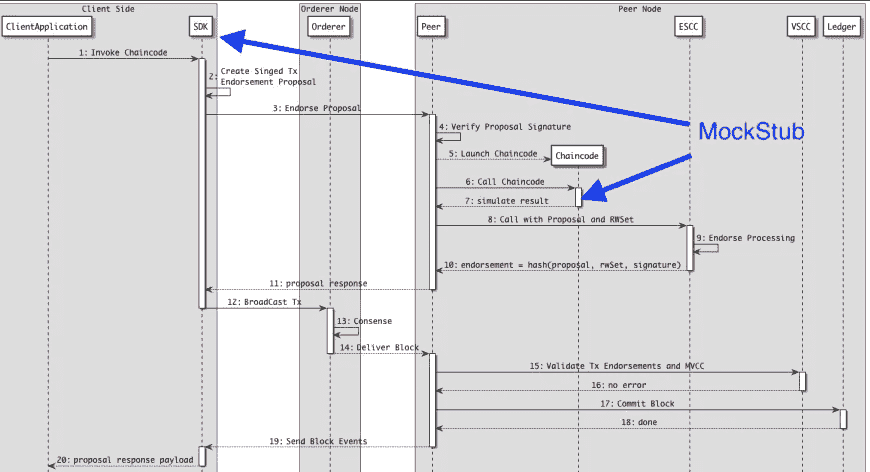 Client Side
Orderer Node
Peer Node
ClientApplication
SDK
Orderer
Peer
ESCC
VSCC
Ledger
1: Invoke Chaincode
2: Create Singed Tx
Endorsement Proposal
3: Endorse Proposal
4: Verify Proposal Signature
MockStub
5: Launch Chaincode
Chaincode
6: Call Chaincode
7: simulate result
8: Call with Proposal and RWSet
9: Endorse Processing
10: endorsement = hash(proposal, rwSet, signature)
11: proposal response
12: BroadCast Tx
13: Consense
14: Deliver Block
15: Validate Tx Endorsements and MVCC
16: no error
17: Commit Block
18: done
19: Send Block Events
20: proposal response payload